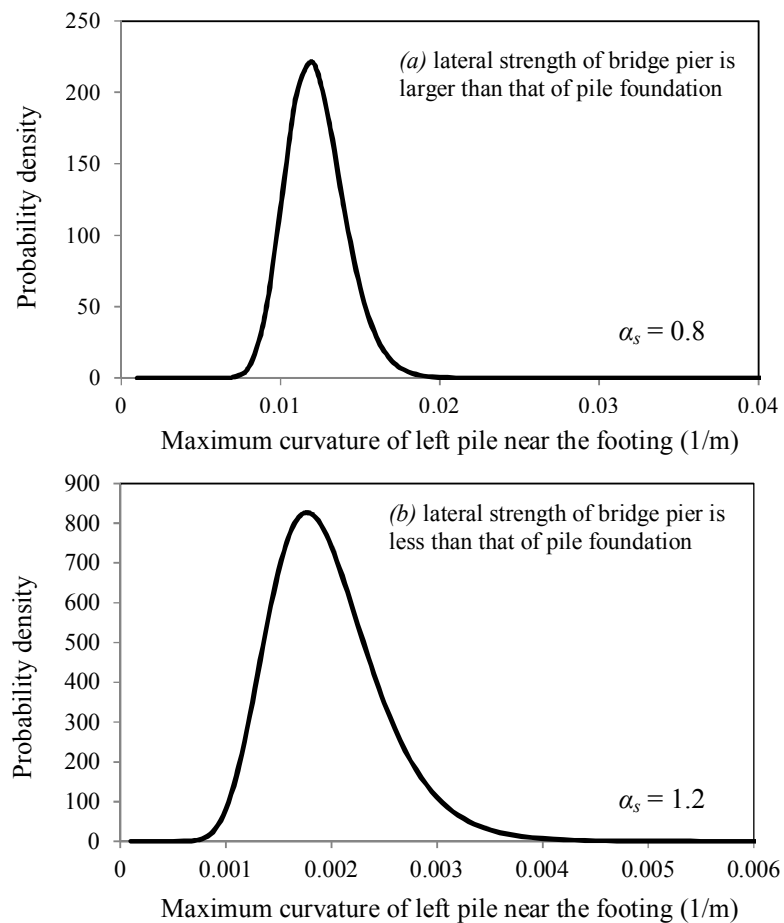 250
200
150
100
50
0
Probability density
(a) lateral strength of bridge pier is
larger than that of pile foundation
αs = 0.8
0 0.01 0.02 0.03 0.04
Maximum curvature of left pile near the footing (1/m)
900
800
700
600
500
400
300
200
100
0
Probability density
(b) lateral strength of bridge pier is
less than that of pile foundation
αs = 1.2
0 0.001 0.002 0.003 0.004 0.005 0.006
Maximum curvature of left pile near the footing (1/m)